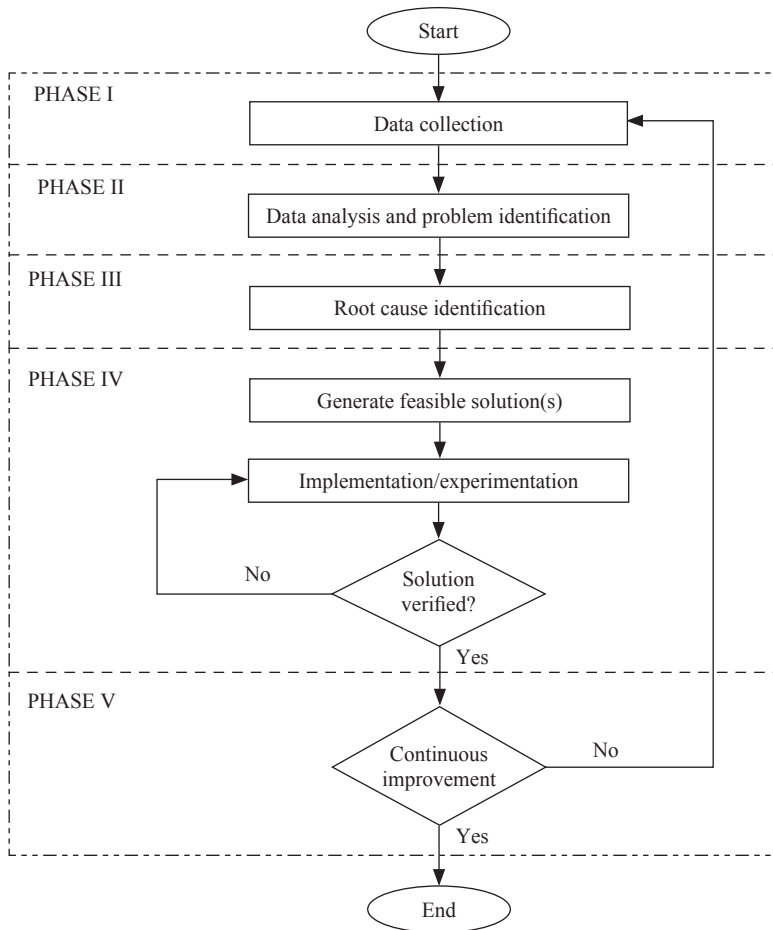 Start
PHASE I
Data collection
PHASE II
Data analysis and problem identification
PHASE III
Root cause identification
PHASE IV
Generate feasible solution(s)
Implementation/experimentation
No
Solution
verified?
Yes
PHASE V
Continuous
improvement
No
Yes
End